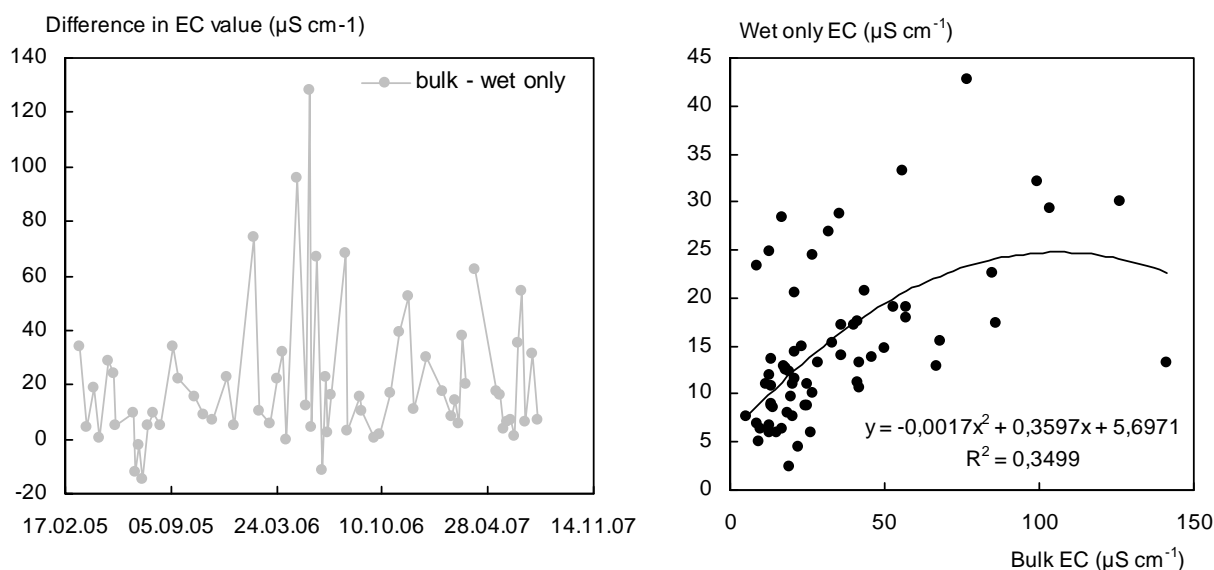 Difference in EC value (µS cm-1)
140
120
100
80
60
40
20
0
-20
bulk - wet only
17.02.05 05.09.05 24.03.06 10.10.06 28.04.07 14.11.07
Wet only EC (µS cm⁻¹)
45
40
35
30
25
20
15
10
5
0
y = -0,0017x² + 0,3597x + 5,6971
R² = 0,3499
0 50 100 150
Bulk EC (µS cm⁻¹)